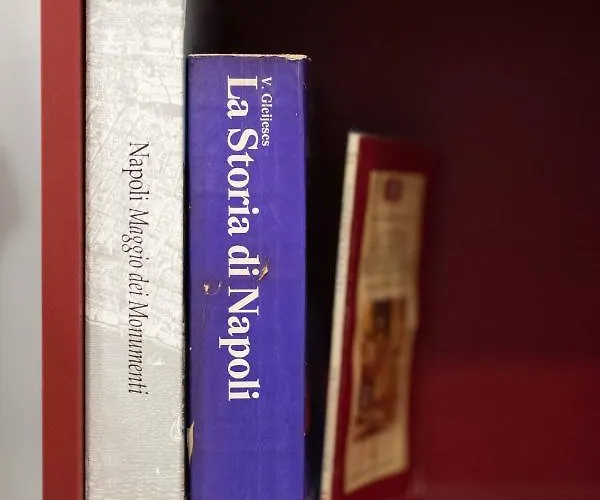 Napoli Maggio dei Monumenti
V. Gleijeses
La Storia di Napoli